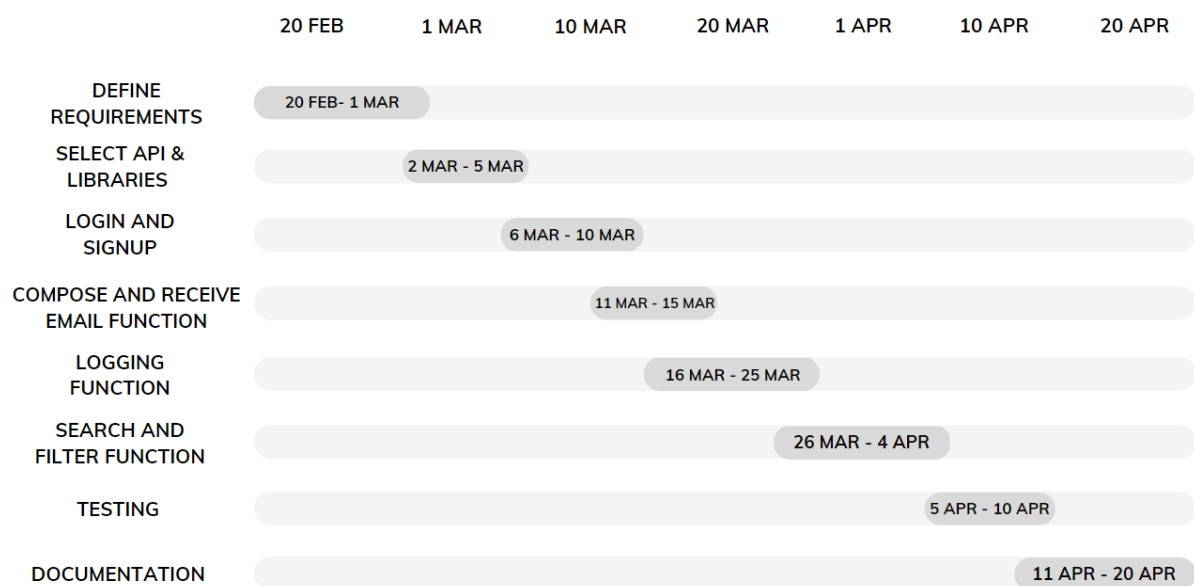 20 FEB 1 MAR 10 MAR 20 MAR 1 APR 10 APR 20 APR
DEFINE
REQUIREMENTS
20 FEB- 1 MAR
SELECT API &
LIBRARIES
2 MAR - 5 MAR
LOGIN AND
SIGNUP
6 MAR - 10 MAR
COMPOSE AND RECEIVE
EMAIL FUNCTION
11 MAR - 15 MAR
LOGGING
FUNCTION
16 MAR - 25 MAR
SEARCH AND
FILTER FUNCTION
26 MAR - 4 APR
TESTING
5 APR - 10 APR
DOCUMENTATION
11 APR - 20 APR